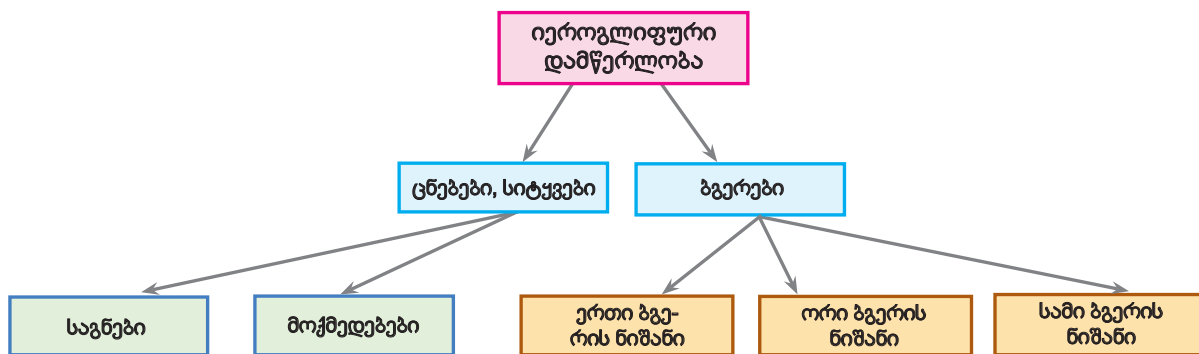 იეროგლიფური
დამწერლობა
ცნებები, სიტყვები
ბგერები
საგნები
მოქმედებები
ერთი ბგე-
რის ნიშანი
ორი ბგერის
ნიშანი
სამი ბგერის
ნიშანი